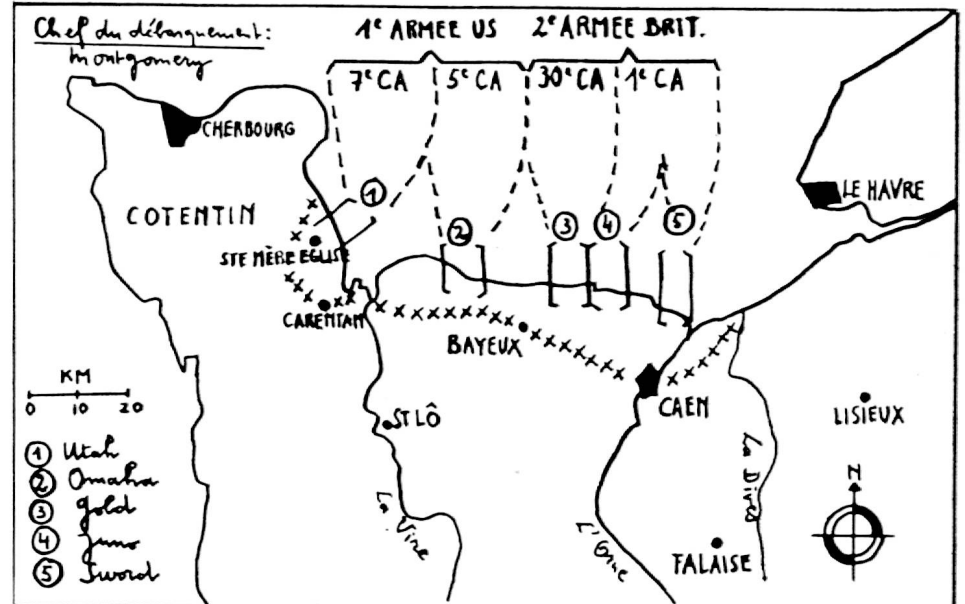 Chef du débarquement:
Montgomery
1e ARMEE US
2e ARMEE BRIT.
7e CA
5e CA
30e CA
1e CA
CHERBOURG
COTENTIN
LE HAVRE
1
2
3
4
5
STE MÈRE EGLISE
CARENTAN
BAYEUX
CAEN
LISIEUX
ST LÔ
La Vire
L'Orne
La Dives
FALAISE
N
KM
0 10 20
1 Utah
2 Omaha
3 Gold
4 Juno
5 Sword